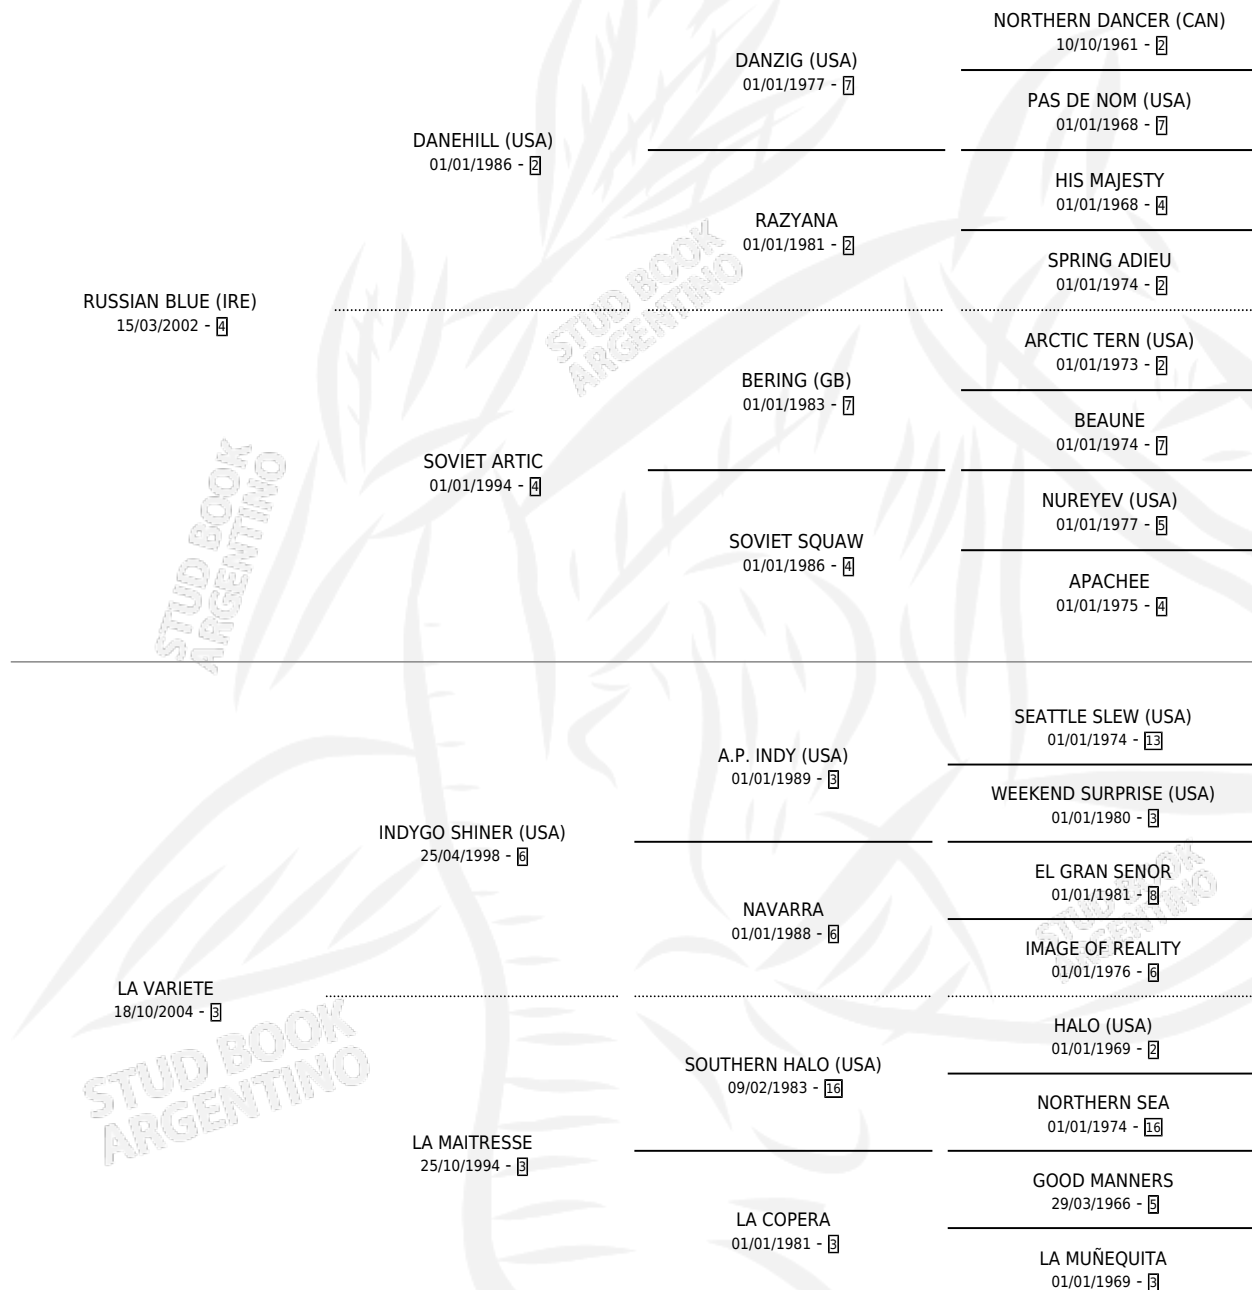 NORTHERN DANCER (CAN)
10/10/1961 - 2
DANZIG (USA)
01/01/1977 - 7
PAS DE NOM (USA)
01/01/1968 - 7
DANEHILL (USA)
01/01/1986 - 2
HIS MAJESTY
01/01/1968 - 4
RAZYANA
01/01/1981 - 2
SPRING ADIEU
01/01/1974 - 2
RUSSIAN BLUE (IRE)
15/03/2002 - 4
STUD BOOK
ARGENTINO
ARCTIC TERN (USA)
01/01/1973 - 2
BERING (GB)
01/01/1983 - 7
BEAUNE
01/01/1974 - 7
SOVIET ARTIC
01/01/1994 - 4
NUREYEV (USA)
01/01/1977 - 5
SOVIET SQUAW
01/01/1986 - 4
APACHEE
01/01/1975 - 4
STUD BOOK
ARGENTINO
SEATTLE SLEW (USA)
01/01/1974 - 13
A.P. INDY (USA)
01/01/1989 - 3
WEEKEND SURPRISE (USA)
01/01/1980 - 3
INDYGO SHINER (USA)
25/04/1998 - 6
EL GRAN SENOR
01/01/1981 - 8
NAVARRA
01/01/1988 - 6
IMAGE OF REALITY
01/01/1976 - 6
STUD BOOK
ARGENTINO
LA VARIETE
18/10/2004 - 3
HALO (USA)
01/01/1969 - 2
SOUTHERN HALO (USA)
09/02/1983 - 16
NORTHERN SEA
01/01/1974 - 16
STUD BOOK
ARGENTINO
LA MAITRESSE
25/10/1994 - 3
GOOD MANNERS
29/03/1966 - 5
LA COPERA
01/01/1981 - 3
LA MUÑEQUITA
01/01/1969 - 3